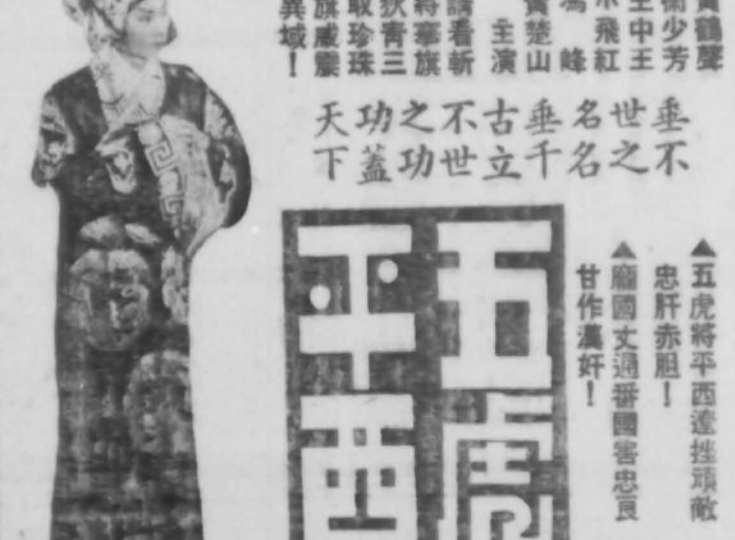 鶴聲
衛少芳
王中王
小飛紅
馮峰
楚山
主演
請看斬
將搴旗
狄青三
取珍珠
旗威震
異域！
垂不
世之
名名
垂千
古立
不世
之功
功蓋
天下
▲五虎將平西遼挫頑敵
忠肝赤胆！
▲龐國丈通番國害忠良
甘作漢奸！
五虎
平西